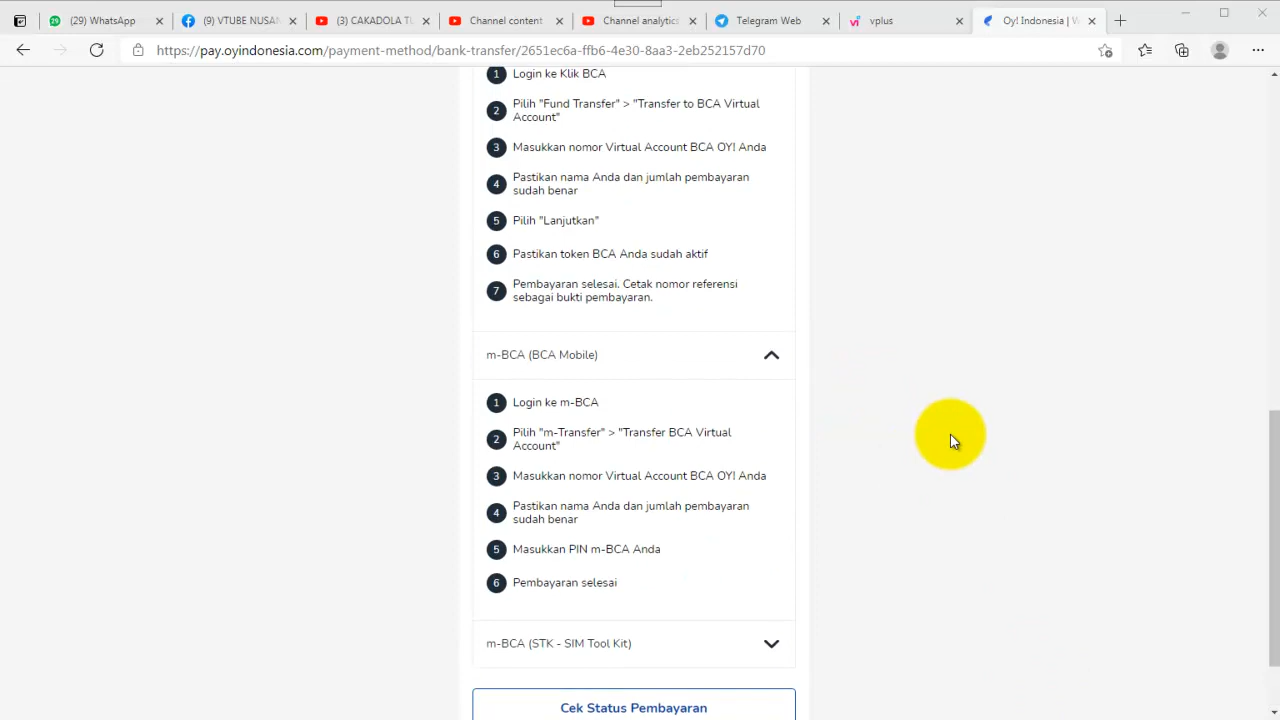 (29) WhatsApp
(9) VTUBE NUSAN
(3) CAKADOLA TU
Channel content
Channel analytics
Telegram Web
vplus
Oy! Indonesia | W
https://pay.oyindonesia.com/payment-method/bank-transfer/2651ec6a-ffb6-4e30-8aa3-2eb252157d70
1 Login ke Klik BCA
2 Pilih "Fund Transfer" > "Transfer to BCA Virtual
Account"
3 Masukkan nomor Virtual Account BCA OY! Anda
4 Pastikan nama Anda dan jumlah pembayaran
sudah benar
5 Pilih "Lanjutkan"
6 Pastikan token BCA Anda sudah aktif
7 Pembayaran selesai. Cetak nomor referensi
sebagai bukti pembayaran.
m-BCA (BCA Mobile)
1 Login ke m-BCA
2 Pilih "m-Transfer" > "Transfer BCA Virtual
Account"
3 Masukkan nomor Virtual Account BCA OY! Anda
4 Pastikan nama Anda dan jumlah pembayaran
sudah benar
5 Masukkan PIN m-BCA Anda
6 Pembayaran selesai
m-BCA (STK - SIM Tool Kit)
Cek Status Pembayaran